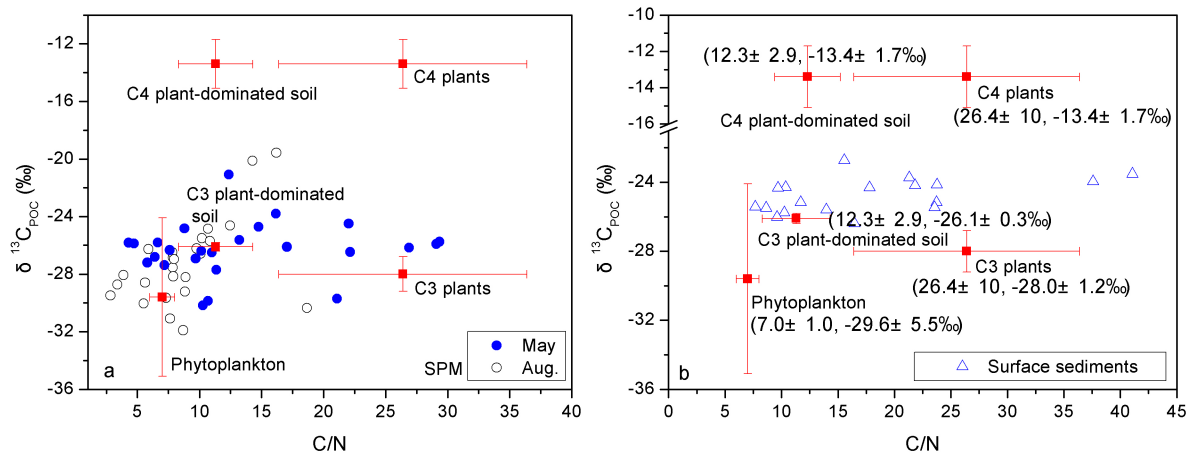 -12
-14
-16
-20
-24
-28
-32
-36
δ ¹³C_POC (‰)
C4 plants
C4 plant-dominated soil
C3 plant-dominated
soil
C3 plants
Phytoplankton
a
SPM
May
Aug.
5 10 15 20 25 30 35 40
C/N
-10
-12
-14
-16
-24
-28
-32
-36
δ ¹³C_POC (‰)
(12.3± 2.9, -13.4± 1.7‰)
C4 plants
C4 plant-dominated soil
(26.4± 10, -13.4± 1.7‰)
(12.3± 2.9, -26.1± 0.3‰)
C3 plant-dominated soil
C3 plants
(26.4± 10, -28.0± 1.2‰)
Phytoplankton
(7.0± 1.0, -29.6± 5.5‰)
b
Surface sediments
0 5 10 15 20 25 30 35 40 45
C/N